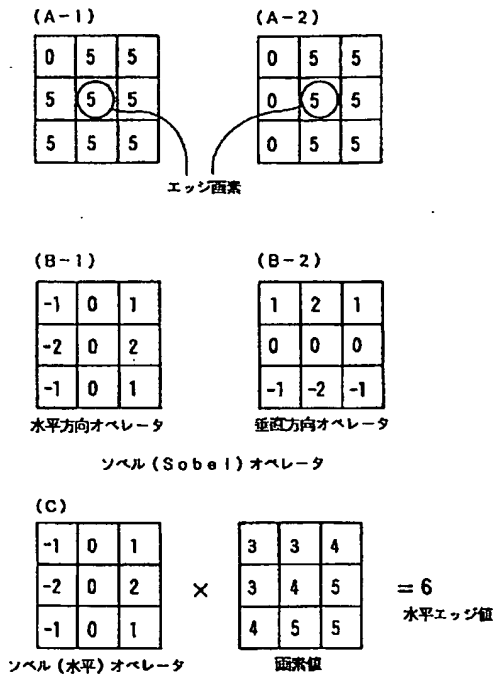 (A-1) (A-2)
0 5 5 0 5 5
5 5 5 0 5 5
5 5 5 0 5 5
エッジ画素
(B-1) (B-2)
-1 0 1 1 2 1
-2 0 2 0 0 0
-1 0 1 -1 -2 -1
水平方向オペレータ 垂直方向オペレータ
ソベル(Sobel)オペレータ
(C)
-1 0 1 3 3 4
-2 0 2 × 3 4 5 =6
-1 0 1 4 5 5
水平エッジ値
ソベル(水平)オペレータ 画素値